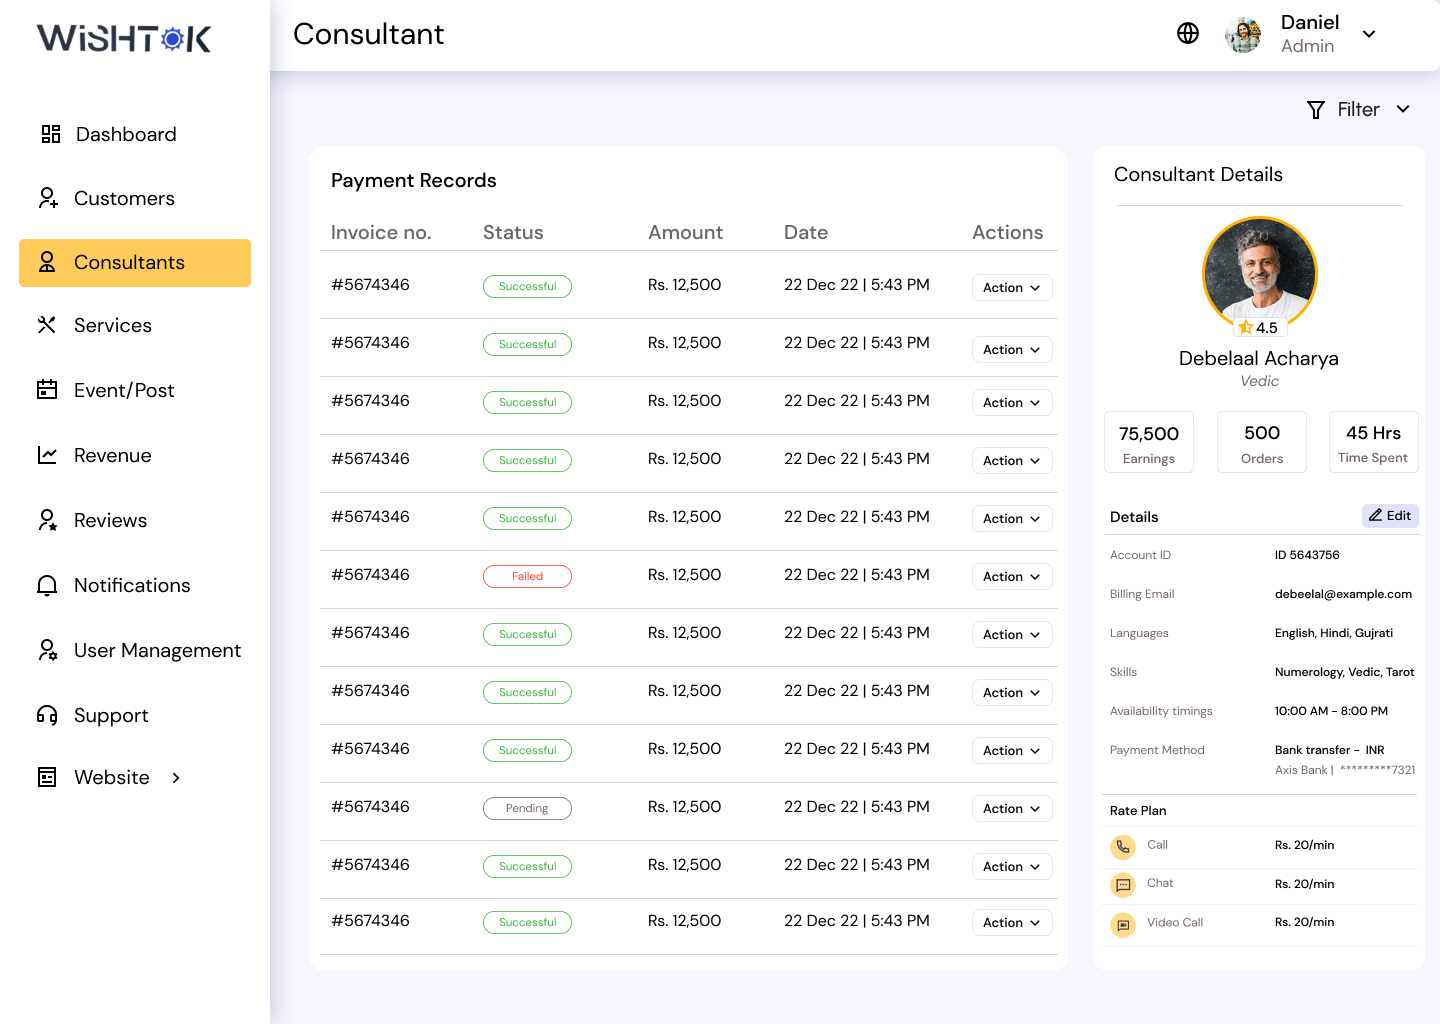 WiSHTOK
Consultant
Daniel
Admin
Dashboard
Customers
Consultants
Services
Event/Post
Revenue
Reviews
Notifications
User Management
Support
Website
Filter
Payment Records
Invoice no. Status Amount Date Actions
#5674346 Successful Rs. 12,500 22 Dec 22 | 5:43 PM Action
#5674346 Successful Rs. 12,500 22 Dec 22 | 5:43 PM Action
#5674346 Successful Rs. 12,500 22 Dec 22 | 5:43 PM Action
#5674346 Successful Rs. 12,500 22 Dec 22 | 5:43 PM Action
#5674346 Successful Rs. 12,500 22 Dec 22 | 5:43 PM Action
#5674346 Failed Rs. 12,500 22 Dec 22 | 5:43 PM Action
#5674346 Successful Rs. 12,500 22 Dec 22 | 5:43 PM Action
#5674346 Successful Rs. 12,500 22 Dec 22 | 5:43 PM Action
#5674346 Successful Rs. 12,500 22 Dec 22 | 5:43 PM Action
#5674346 Pending Rs. 12,500 22 Dec 22 | 5:43 PM Action
#5674346 Successful Rs. 12,500 22 Dec 22 | 5:43 PM Action
#5674346 Successful Rs. 12,500 22 Dec 22 | 5:43 PM Action
Consultant Details
4.5
Debelaal Acharya
Vedic
75,500 500 45 Hrs
Earnings Orders Time Spent
Details Edit
Account ID ID 5643756
Billing Email debeelal@example.com
Languages English, Hindi, Gujrati
Skills Numerology, Vedic, Tarot
Availability timings 10:00 AM - 8:00 PM
Payment Method Bank transfer - INR
Axis Bank | *********7321
Rate Plan
Call Rs. 20/min
Chat Rs. 20/min
Video Call Rs. 20/min